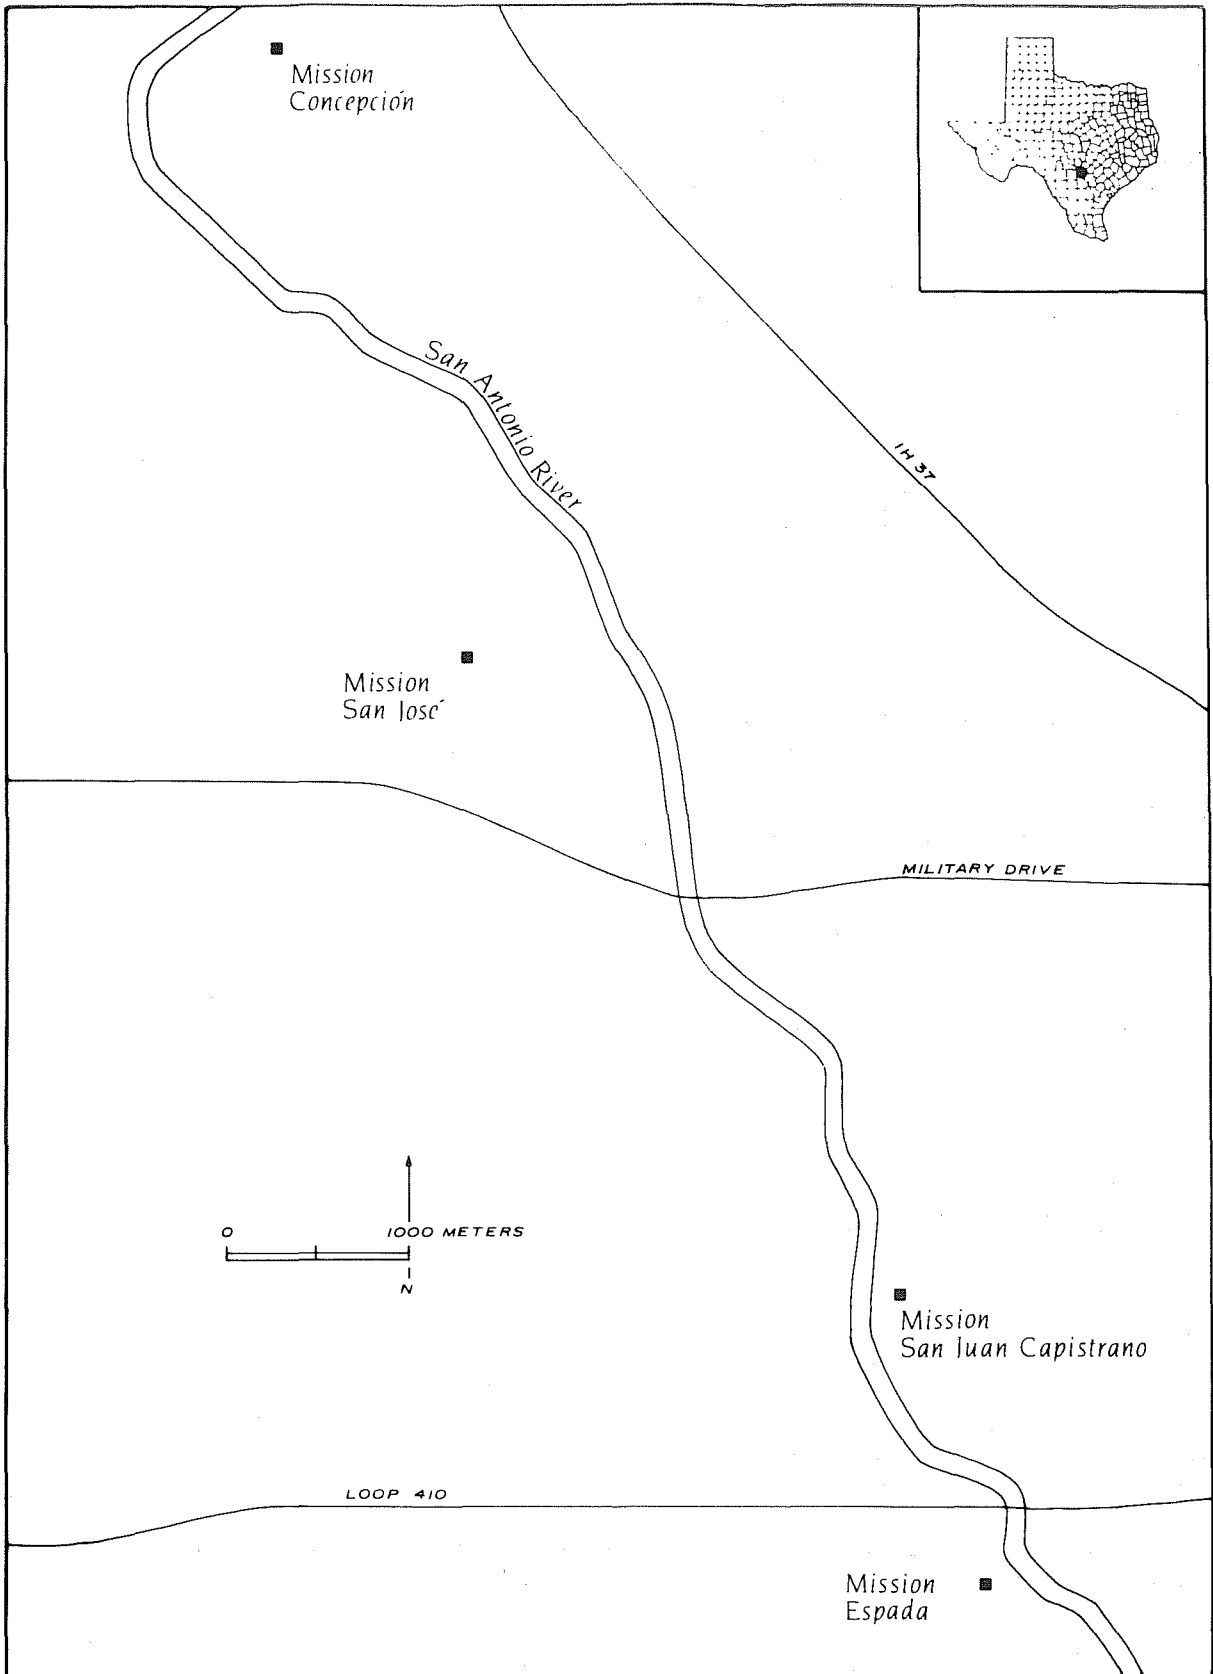 Mission
Concepción
San Antonio River
IH 37
Mission
San José
MILITARY DRIVE
0 1000 METERS
N
Mission
San Juan Capistrano
LOOP 410
Mission
Espada